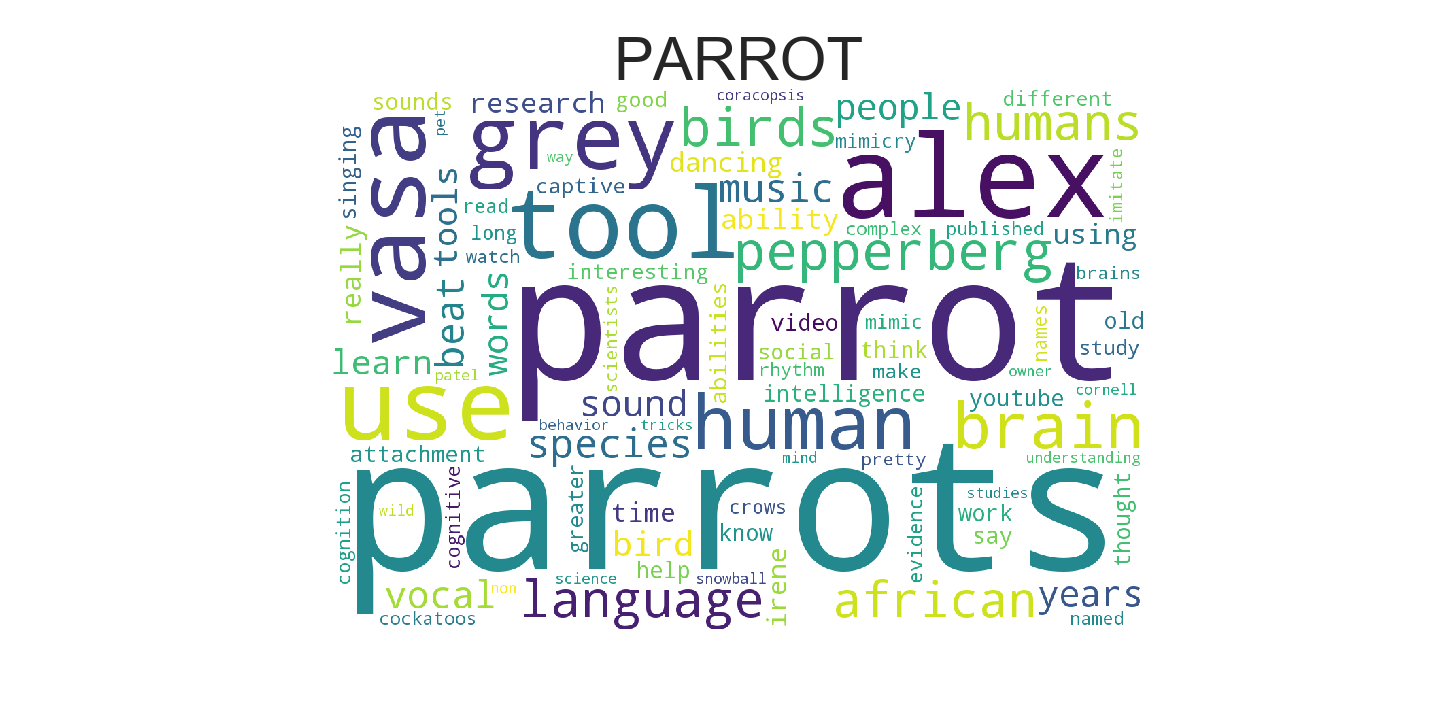 PARROT
sounds
research
good
coracopsis
people
different
humans
pet
vasa
grey
birds
mimicry
alex
singing
way
dancing
imitate
captive
music
tools
tool
read
ability
long
complex
published
using
really
watch
pepperberg
interesting
brains
beat
words
parrot
scientists
abilities
video
mimic
names
old
learn
social
think
study
patel
rhythm
make
owner
use
sound
intelligence
youtube
cornell
behavior
tricks
human
brain
species
attachment
mind
pretty
understanding
parrots
cognition
cognitive
greater
wild
time
crows
evidence
studies
thought
bird
know
work
say
help
irene
science
snowball
vocal
non
language
african
years
cockatoos
named